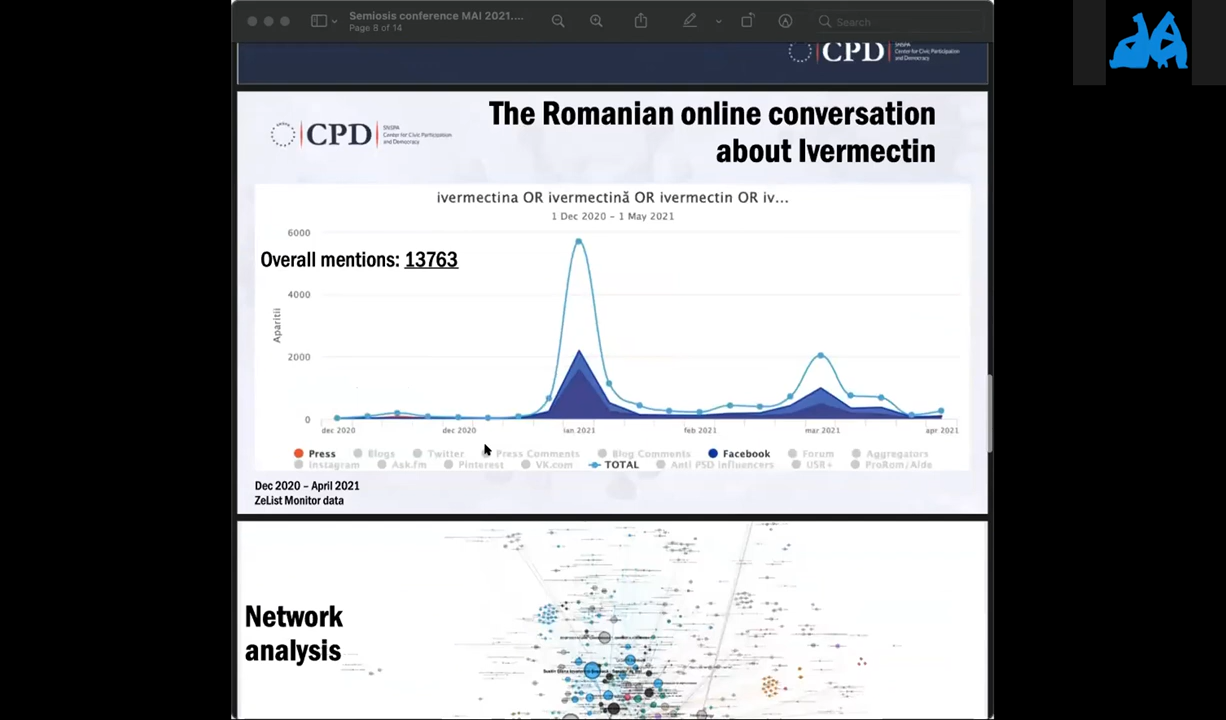 Semiosis conference MAI 2021....
Page 8 of 14
Search
CPD
SNSPA
Center for Civic Participation
and Democracy
The Romanian online conversation
about Ivermectin
CPD
SNSPA
Center for Civic Participation
and Democracy
ivermectina OR ivermectină OR ivermectin OR iv...
1 Dec 2020 – 1 May 2021
Overall mentions: 13763
Aparitii
6000
4000
2000
0
dec 2020 dec 2020 ian 2021 feb 2021 mar 2021 apr 2021
Press Blogs Twitter Press Comments Blog Comments Facebook Forum Aggregators
Instagram Ask.fm Pinterest VK.com TOTAL Anti PSD influencers USR+ ProRom/Alde
Dec 2020 – April 2021
ZeList Monitor data
Network
analysis